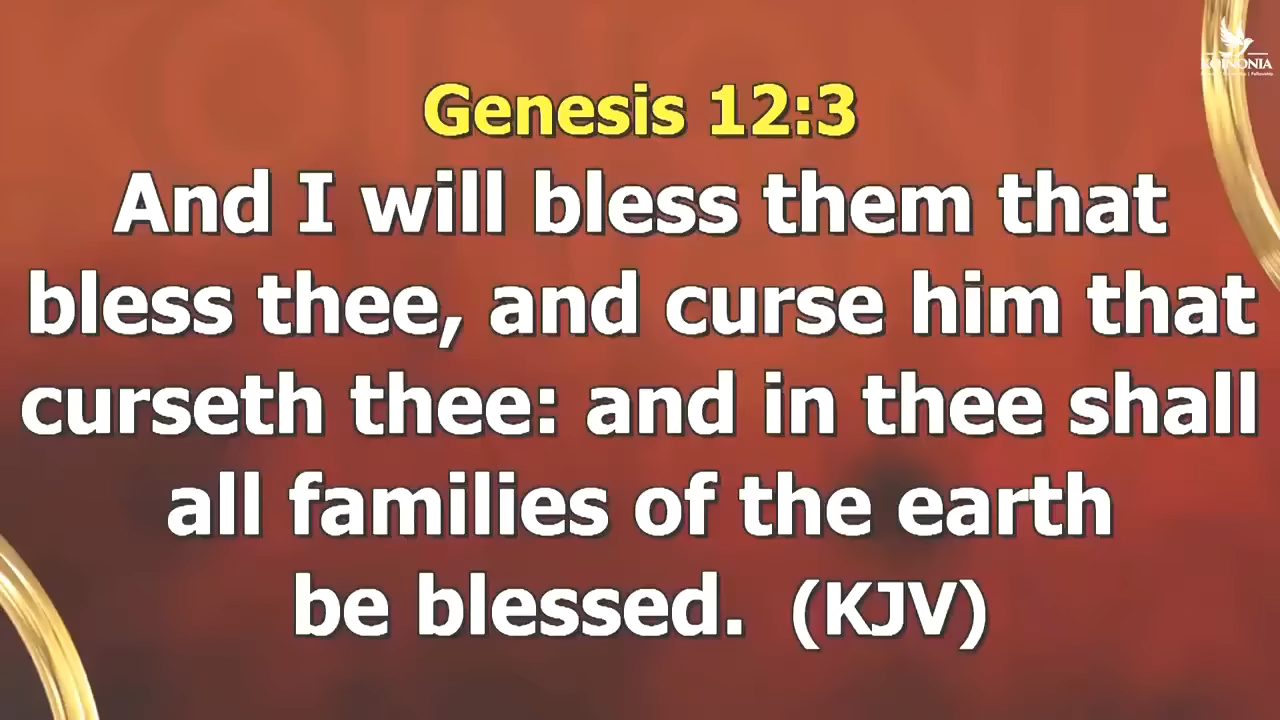 KOINONIA
Genesis 12:3
And I will bless them that
bless thee, and curse him that
curseth thee: and in thee shall
all families of the earth
be blessed. (KJV)